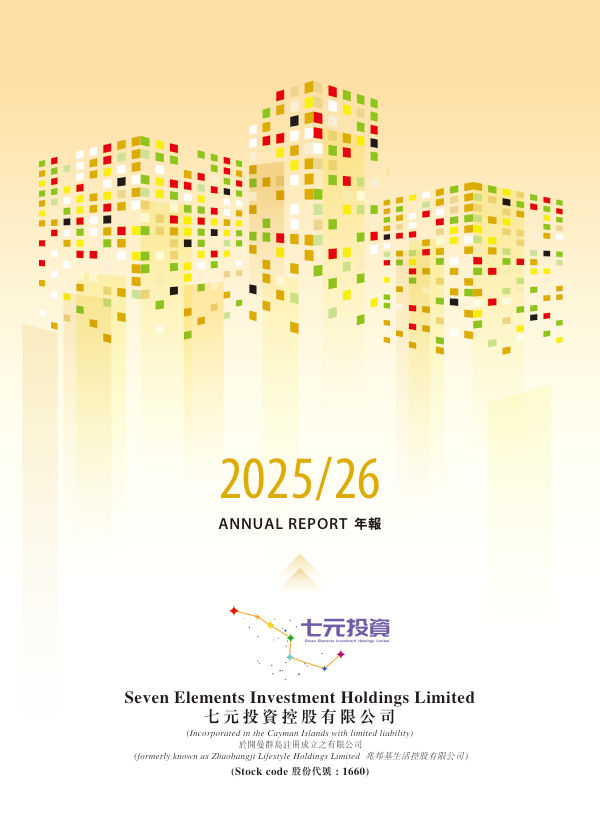 2025/26
ANNUAL REPORT 年報
七元投資
Seven Elements Investment Holdings Limited
Seven Elements Investment Holdings Limited
七元投資控股有限公司
(Incorporated in the Cayman Islands with limited liability)
於開曼群島註冊成立之有限公司
(formerly known as Zhaobangji Lifestyle Holdings Limited 兆邦基生活控股有限公司)
(Stock code 股份代號 : 1660)